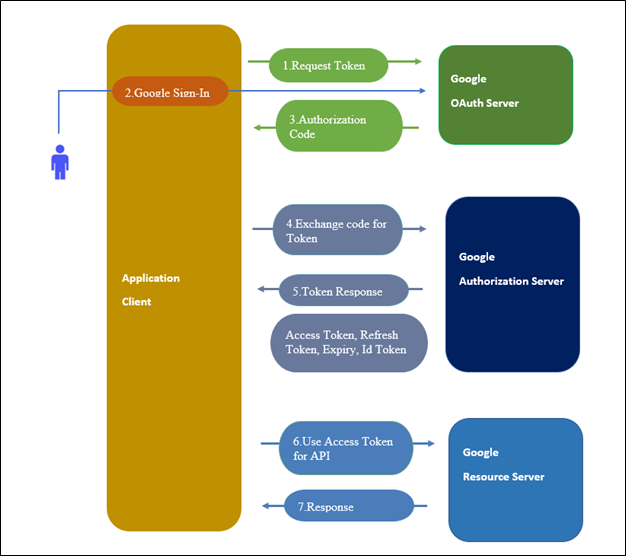 1.Request Token
Google
OAuth Server
2.Google Sign-In
3.Authorization
Code
4.Exchange code for
Token
Google
Authorization Server
Application
Client
5.Token Response
Access Token, Refresh
Token, Expiry, Id Token
6.Use Access Token
for API
Google
Resource Server
7.Response